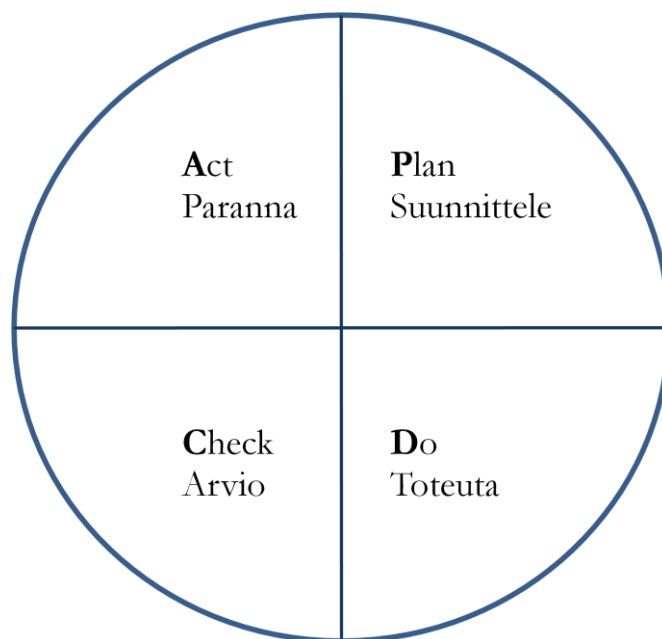 Act
Paranna
Plan
Suunnittele
Check
Arvio
Do
Toteuta